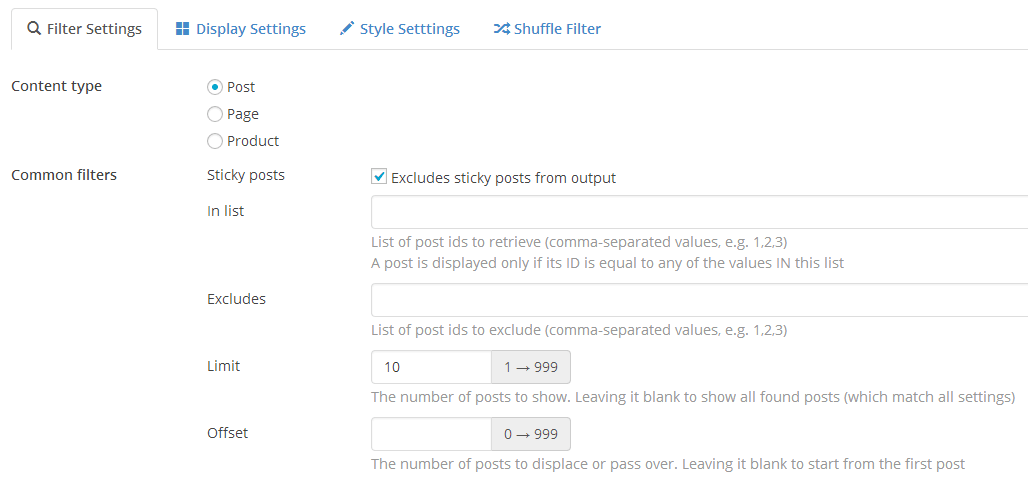 Filter Settings Display Settings Style Setttings Shuffle Filter
Content type Post
Page
Product
Common filters Sticky posts Excludes sticky posts from output
In list
List of post ids to retrieve (comma-separated values, e.g. 1,2,3)
A post is displayed only if its ID is equal to any of the values IN this list
Excludes
List of post ids to exclude (comma-separated values, e.g. 1,2,3)
Limit 10 1 → 999
The number of posts to show. Leaving it blank to show all found posts (which match all settings)
Offset 0 → 999
The number of posts to displace or pass over. Leaving it blank to start from the first post